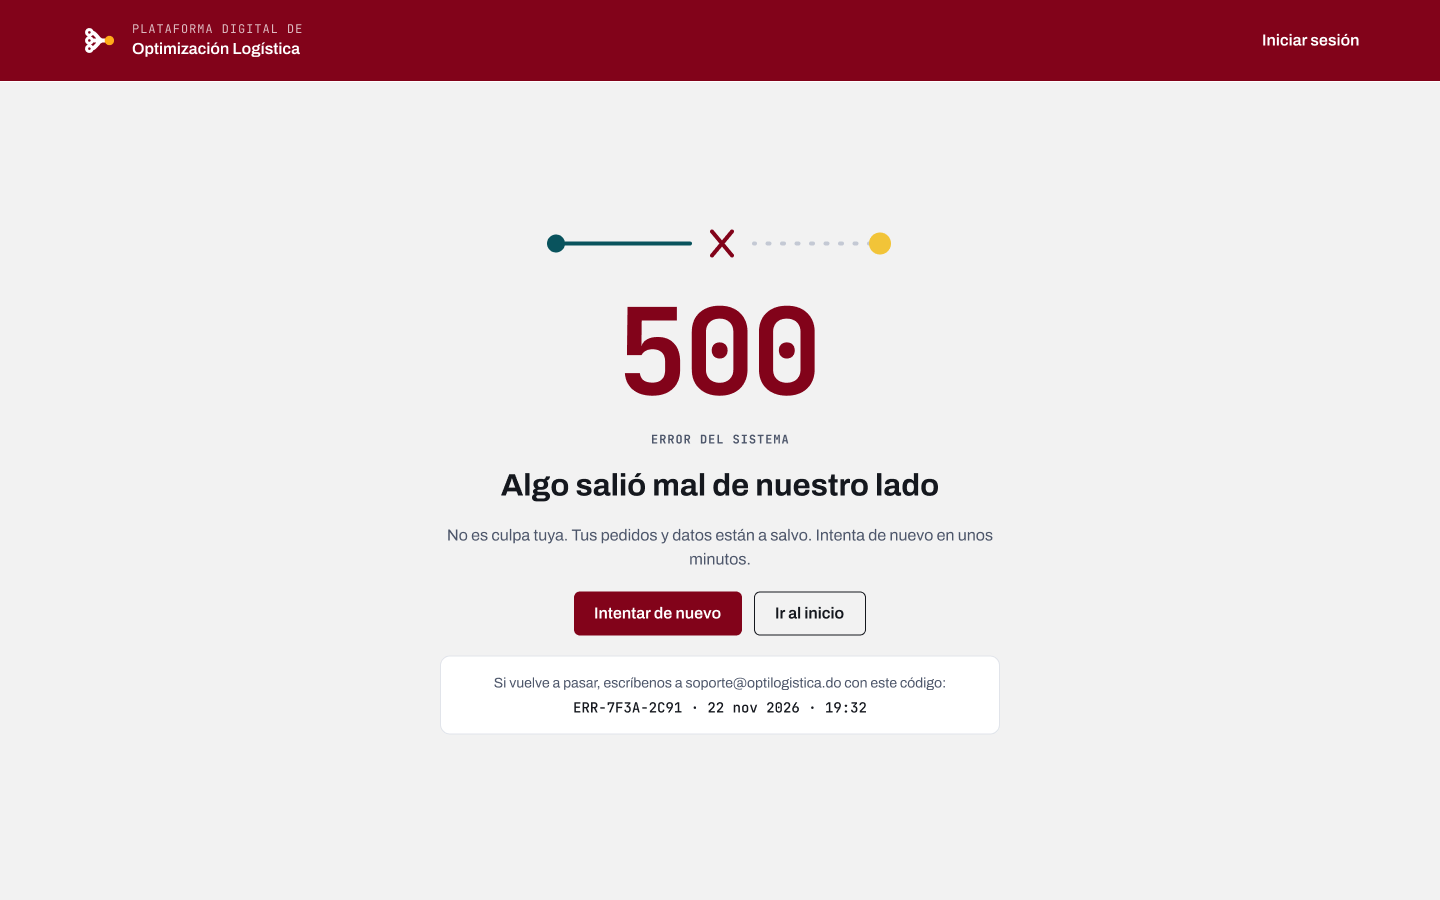 PLATAFORMA DIGITAL DE
Optimización Logística
Iniciar sesión
500
ERROR DEL SISTEMA
Algo salió mal de nuestro lado
No es culpa tuya. Tus pedidos y datos están a salvo. Intenta de nuevo en unos
minutos.
Intentar de nuevo
Ir al inicio
Si vuelve a pasar, escríbenos a soporte@optilogistica.do con este código:
ERR-7F3A-2C91 · 22 nov 2026 · 19:32